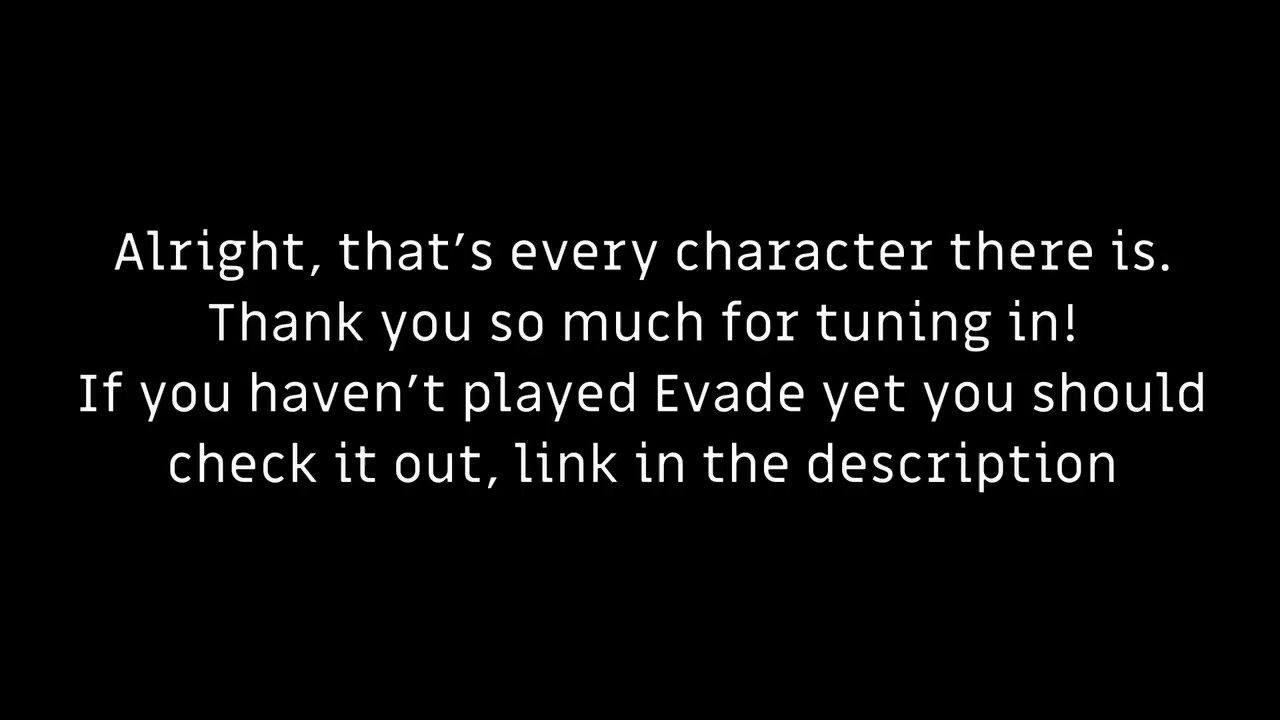 Alright, that’s every character there is.
Thank you so much for tuning in!
If you haven’t played Evade yet you should
check it out, link in the description